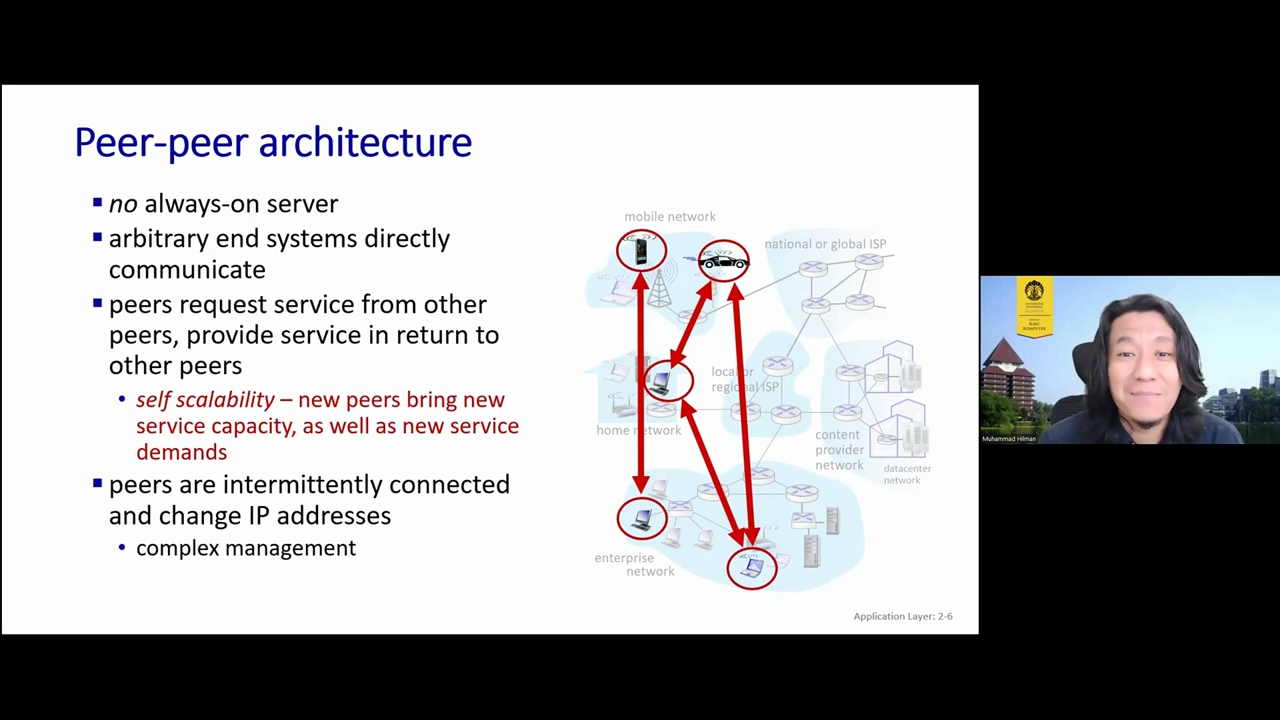 Peer-peer architecture
no always-on server
arbitrary end systems directly
communicate
peers request service from other
peers, provide service in return to
other peers
self scalability – new peers bring new
service capacity, as well as new service
demands
peers are intermittently connected
and change IP addresses
complex management
mobile network
national or global ISP
local or
regional ISP
home network
content
provider
network
datacenter
network
enterprise
network
Application Layer: 2-6
ILMU
KOMPUTER
Muhammad Hilman